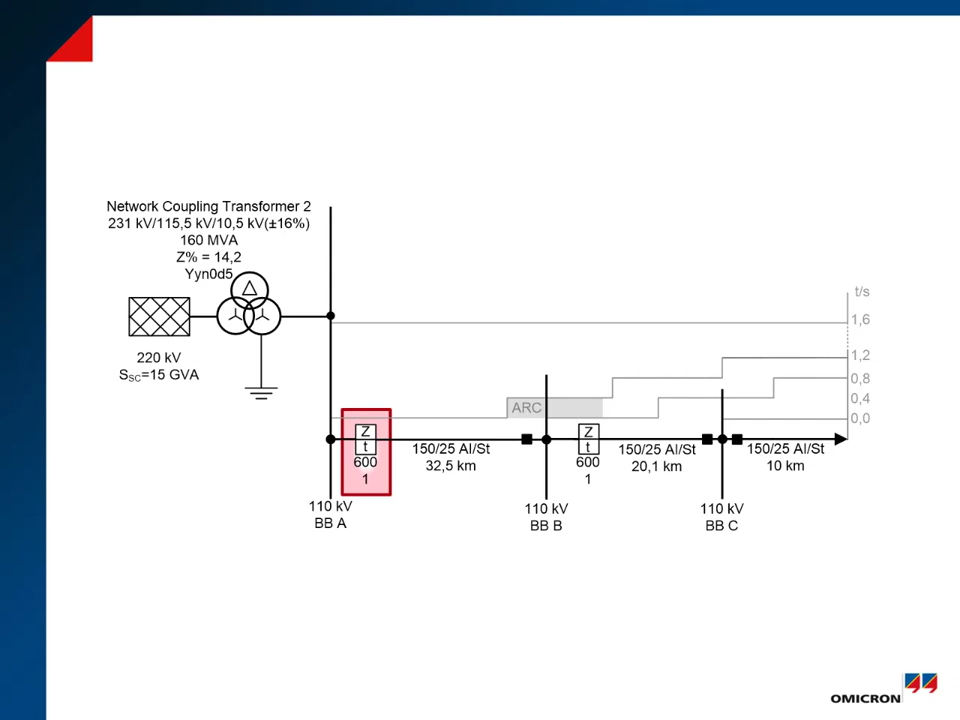 Network Coupling Transformer 2
231 kV/115,5 kV/10,5 kV(±16%)
160 MVA
Z% = 14,2
Yyn0d5
220 kV
SSC=15 GVA
t/s
1,6
1,2
0,8
0,4
0,0
ARC
Z
t
600
1
150/25 Al/St
32,5 km
Z
t
600
1
150/25 Al/St
20,1 km
150/25 Al/St
10 km
110 kV
BB A
110 kV
BB B
110 kV
BB C
OMICRON